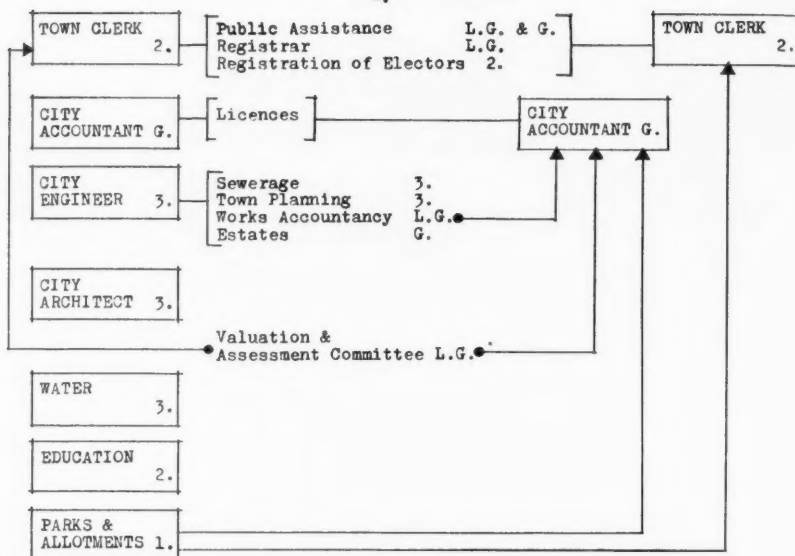 TOWN CLERK 2.
Public Assistance L.G. & G.
Registrar L.G.
Registration of Electors 2.
TOWN CLERK 2.
CITY
ACCOUNTANT G.
Licences
CITY
ACCOUNTANT G.
CITY
ENGINEER 3.
Sewerage 3.
Town Planning 3.
Works Accountancy L.G.
Estates G.
CITY
ARCHITECT 3.
Valuation &
Assessment Committee L.G.
WATER
3.
EDUCATION
2.
PARKS &
ALLOTMENTS 1.